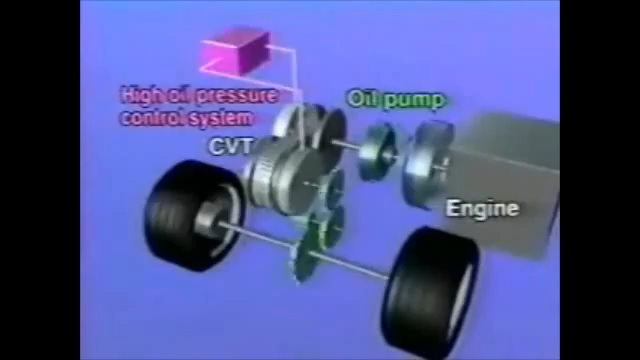 High oil pressure
control system
Oil pump
CVT
Engine